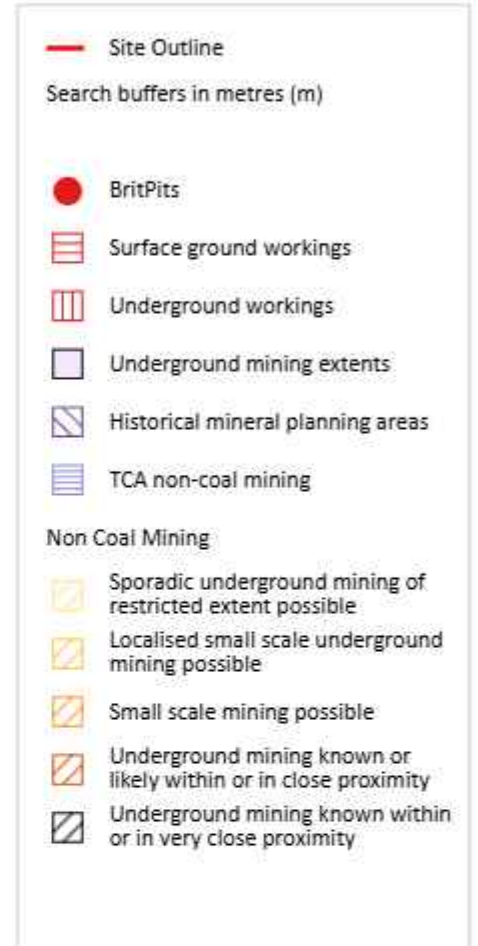 Site Outline
Search buffers in metres (m)
BritPits
Surface ground workings
Underground workings
Underground mining extents
Historical mineral planning areas
TCA non-coal mining
Non Coal Mining
Sporadic underground mining of
restricted extent possible
Localised small scale underground
mining possible
Small scale mining possible
Underground mining known or
likely within or in close proximity
Underground mining known within
or in very close proximity